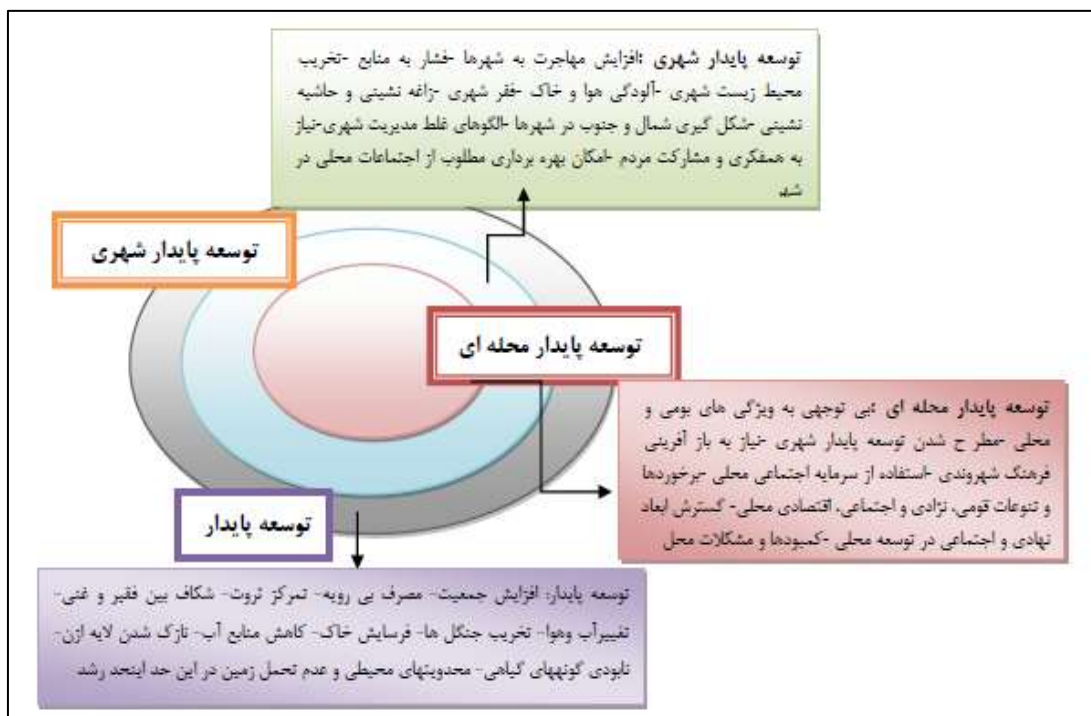 توسعه پایدار شهری :افزایش مهاجرت به شهرها -فشار به منابع -تخریب
محیط زیست شهری -آلودگی هوا و خاک -فقر شهری -زاغه نشینی و حاشیه
نشینی -شکل گیری شمال و جنوب در شهرها -الگوهای غلط مدیریت شهری-نیاز
به همفکری و مشارکت مردم -امکان بهره برداری مطلوب از اجتماعات محلی در
شهر
توسعه پایدار شهری
توسعه پایدار محله ای
توسعه پایدار محله ای :بی توجهی به ویژگی های بومی و
محلی -مطر ح شدن توسعه پایدار شهری -نیاز به باز آفرینی
فرهنگ شهروندی -استفاده از سرمایه اجتماعی محلی -برخوردها
و تنوعات قومی، نژادی و اجتماعی، اقتصادی محلی- گسترش ابعاد
نهادی و اجتماعی در توسعه محلی -کمبودها و مشکلات محل
توسعه پایدار
توسعه پایدار: افزایش جمعیت- مصرف بی رویه- تمرکز ثروت- شکاف بین فقیر و غنی-
تغییرآب وهوا- تخریب جنگل ها- فرسایش خاک- کاهش منابع آب- نازک شدن لایه ازن-
نابودی گونههای گیاهی- محدویتهای محیطی و عدم تحمل زمین در این حد اینحد رشد